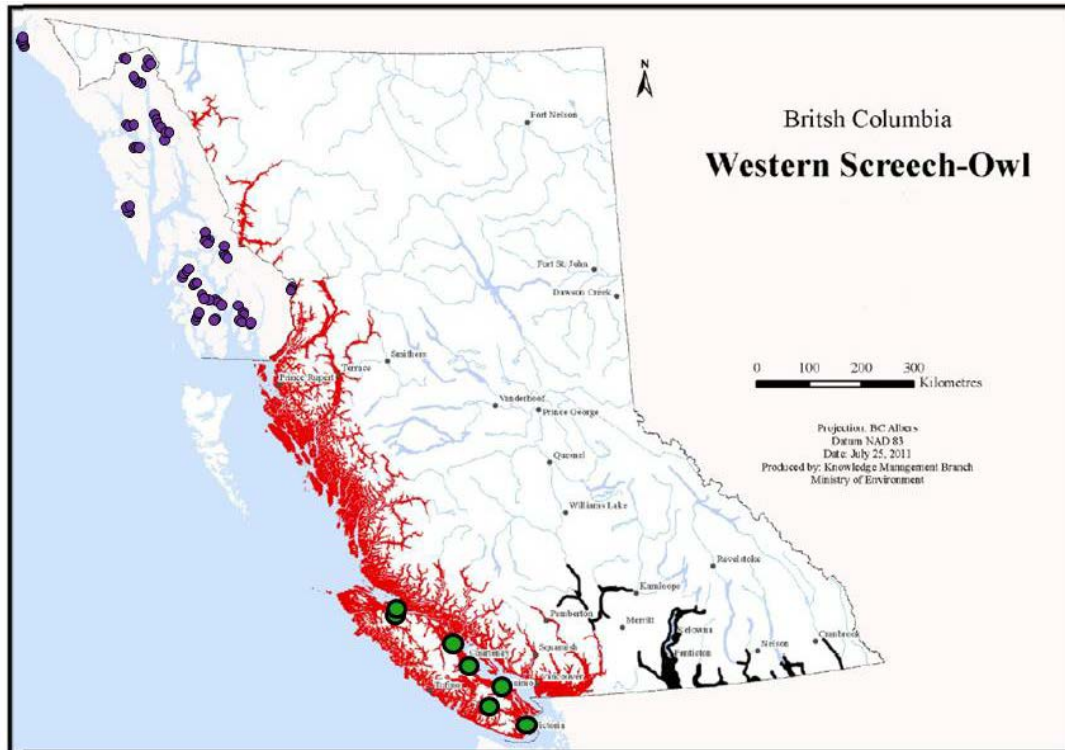 N
Fort Nelson
Britsh Columbia
Western Screech-Owl
Fort St. John
Dawson Creek
Smithers
Terrace
Prince Rupert
0 100 200 300
Kilometres
Vanderhoof
Prince George
Projection: BC Albers
Datum NAD 83
Date: July 25, 2011
Produced by: Knowledge Management Branch
Ministry of Environment
Quesnel
Williams Lake
Revelstoke
Kamloops
Pemberton
Merritt
Kelowna
Cranbrook
Nelson
Penticton
Squamish
Courtenay
Vancouver
Tofino